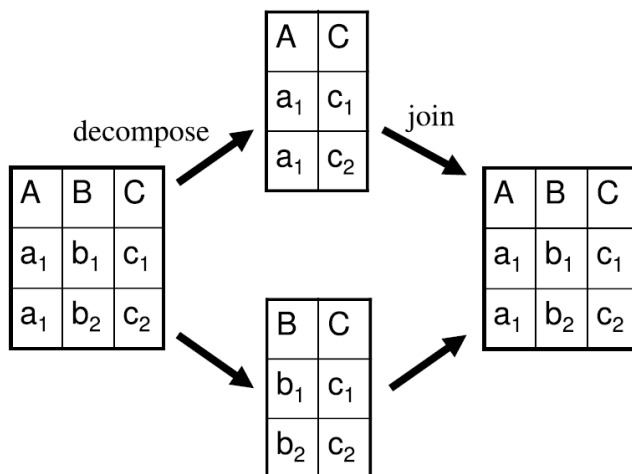 A C
a₁ c₁
a₁ c₂
decompose
join
A B C
a₁ b₁ c₁
a₁ b₂ c₂
B C
b₁ c₁
b₂ c₂
A B C
a₁ b₁ c₁
a₁ b₂ c₂